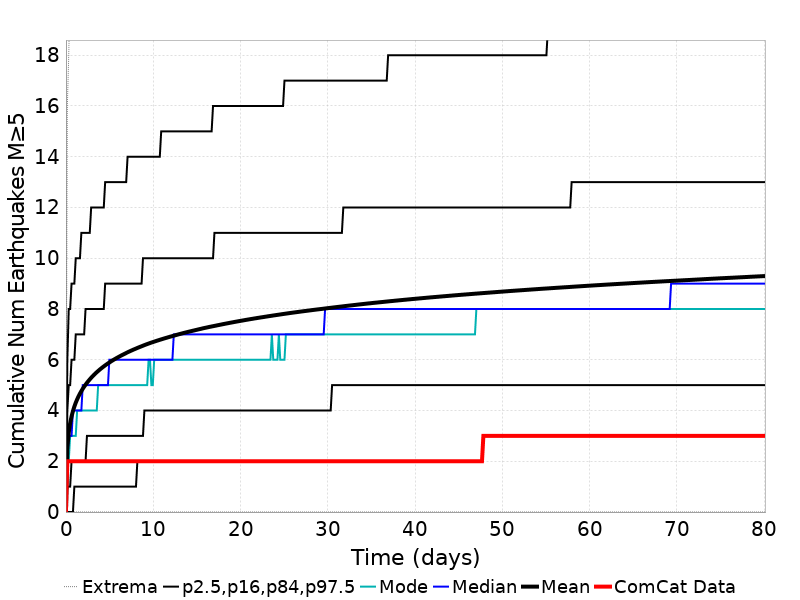 Cumulative Num Earthquakes M≥5
18
16
14
12
10
8
6
4
2
0
0 10 20 30 40 50 60 70 80
Time (days)
Extrema p2.5,p16,p84,p97.5 Mode Median Mean ComCat Data